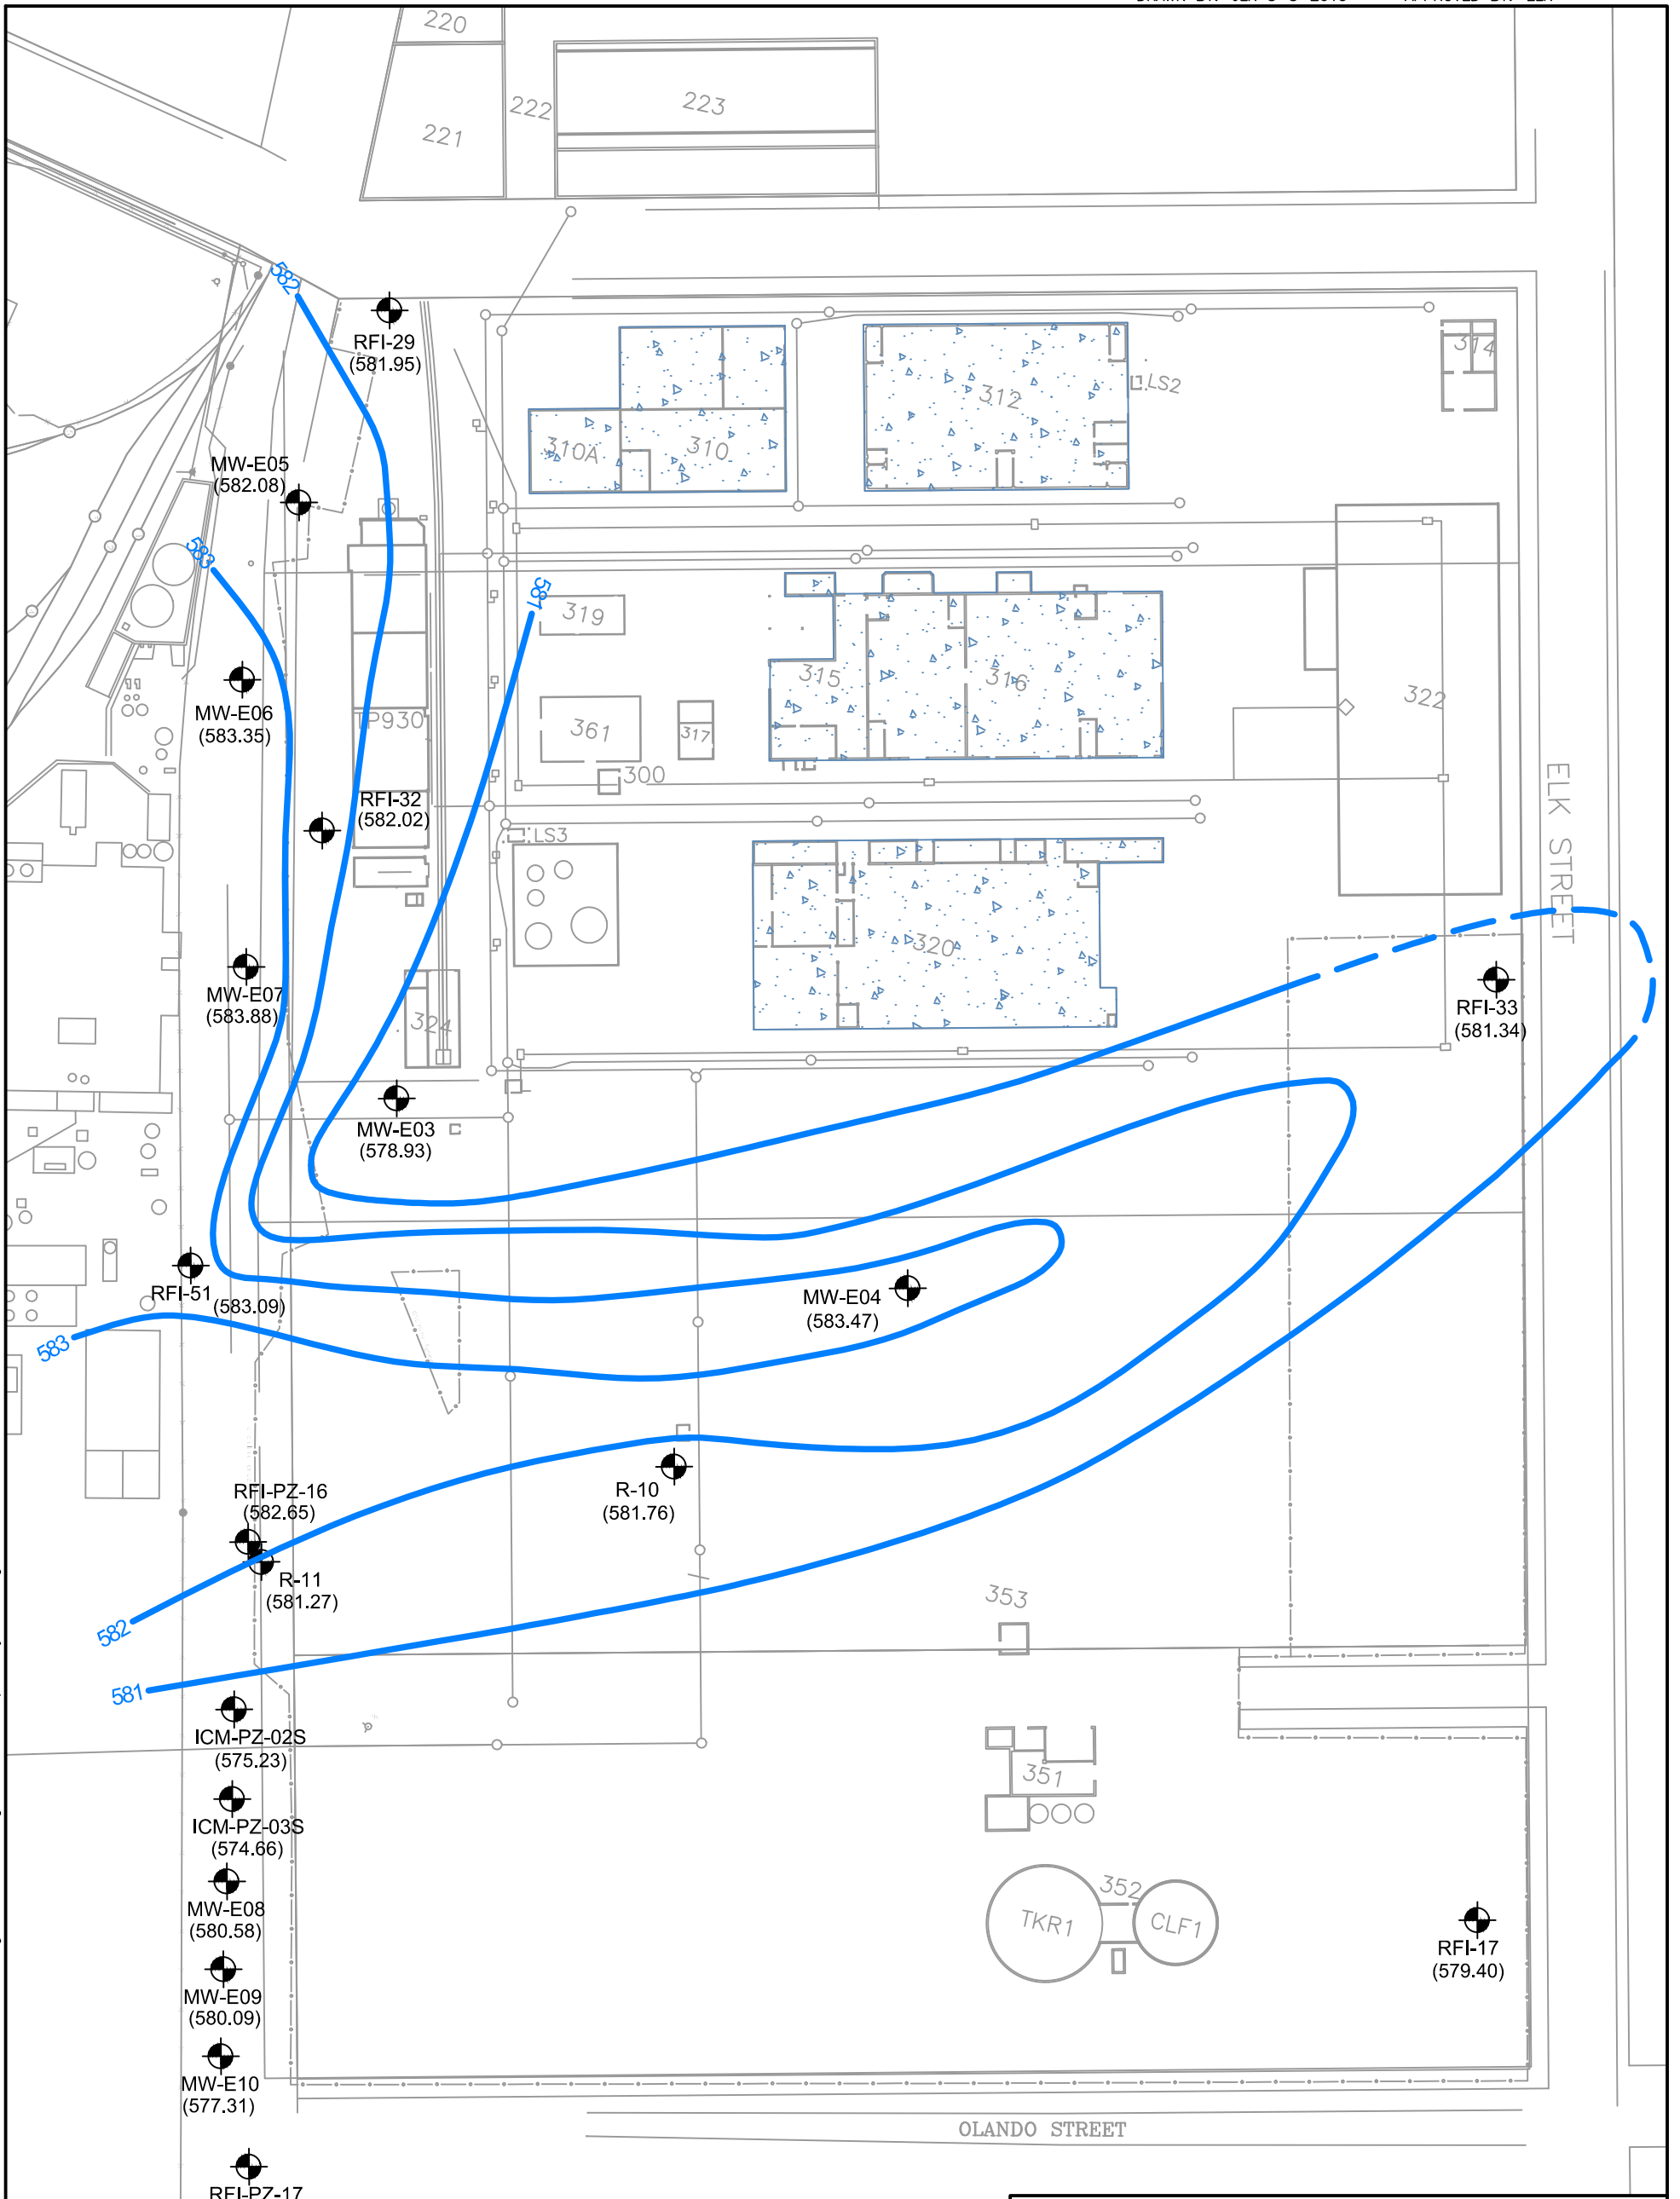 220
221
222
223
582
RFI-29
(581.95)
314
312
LS2
310A
310
MW-E05
(582.08)
583
581
319
315
316
322
MW-E06
(583.35)
TP930
361
317
300
RFI-32
(582.02)
LS3
ELK STREET
320
MW-E07
(583.88)
324
RFI-33
(581.34)
MW-E03
(578.93)
RFI-51
(583.09)
MW-E04
(583.47)
583
R-10
(581.76)
RFI-PZ-16
(582.65)
R-11
(581.27)
582
353
581
ICM-PZ-02S
(575.23)
351
ICM-PZ-03S
(574.66)
MW-E08
(580.58)
352
TKR1
CLF1
RFI-17
(579.40)
MW-E09
(580.09)
MW-E10
(577.31)
OLANDO STREET
RFI-PZ-17